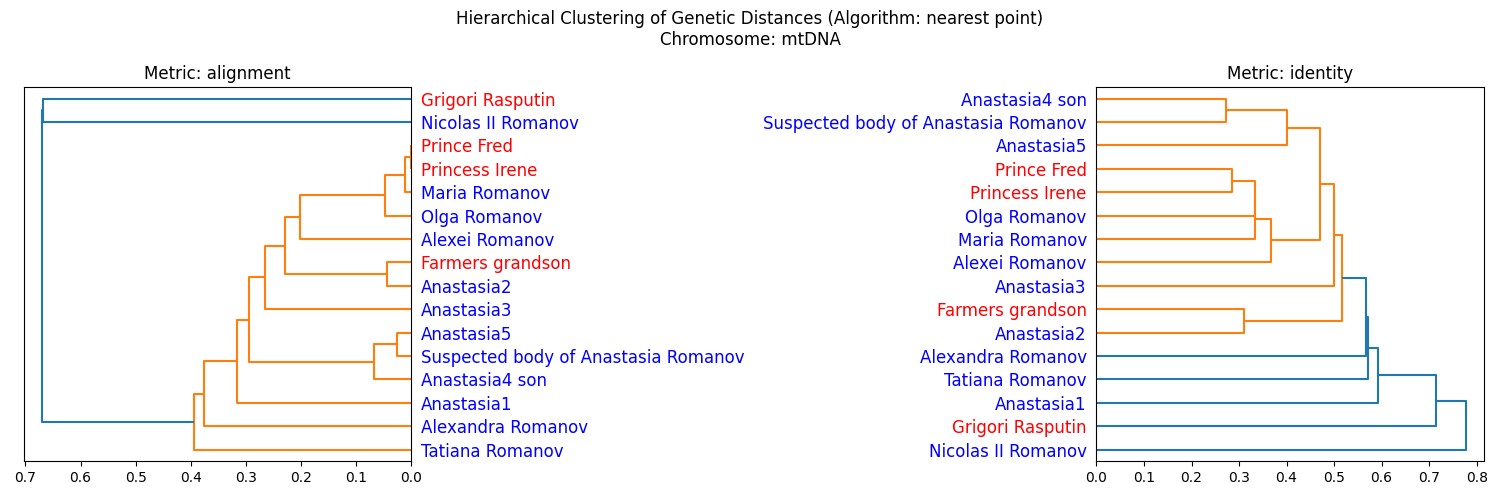 Hierarchical Clustering of Genetic Distances (Algorithm: nearest point)
Chromosome: mtDNA
Metric: alignment
Grigori Rasputin
Nicolas II Romanov
Prince Fred
Princess Irene
Maria Romanov
Olga Romanov
Alexei Romanov
Farmers grandson
Anastasia2
Anastasia3
Anastasia5
Suspected body of Anastasia Romanov
Anastasia4 son
Anastasia1
Alexandra Romanov
Tatiana Romanov
0.7 0.6 0.5 0.4 0.3 0.2 0.1 0.0
Metric: identity
Anastasia4 son
Suspected body of Anastasia Romanov
Anastasia5
Prince Fred
Princess Irene
Olga Romanov
Maria Romanov
Alexei Romanov
Anastasia3
Farmers grandson
Anastasia2
Alexandra Romanov
Tatiana Romanov
Anastasia1
Grigori Rasputin
Nicolas II Romanov
0.0 0.1 0.2 0.3 0.4 0.5 0.6 0.7 0.8